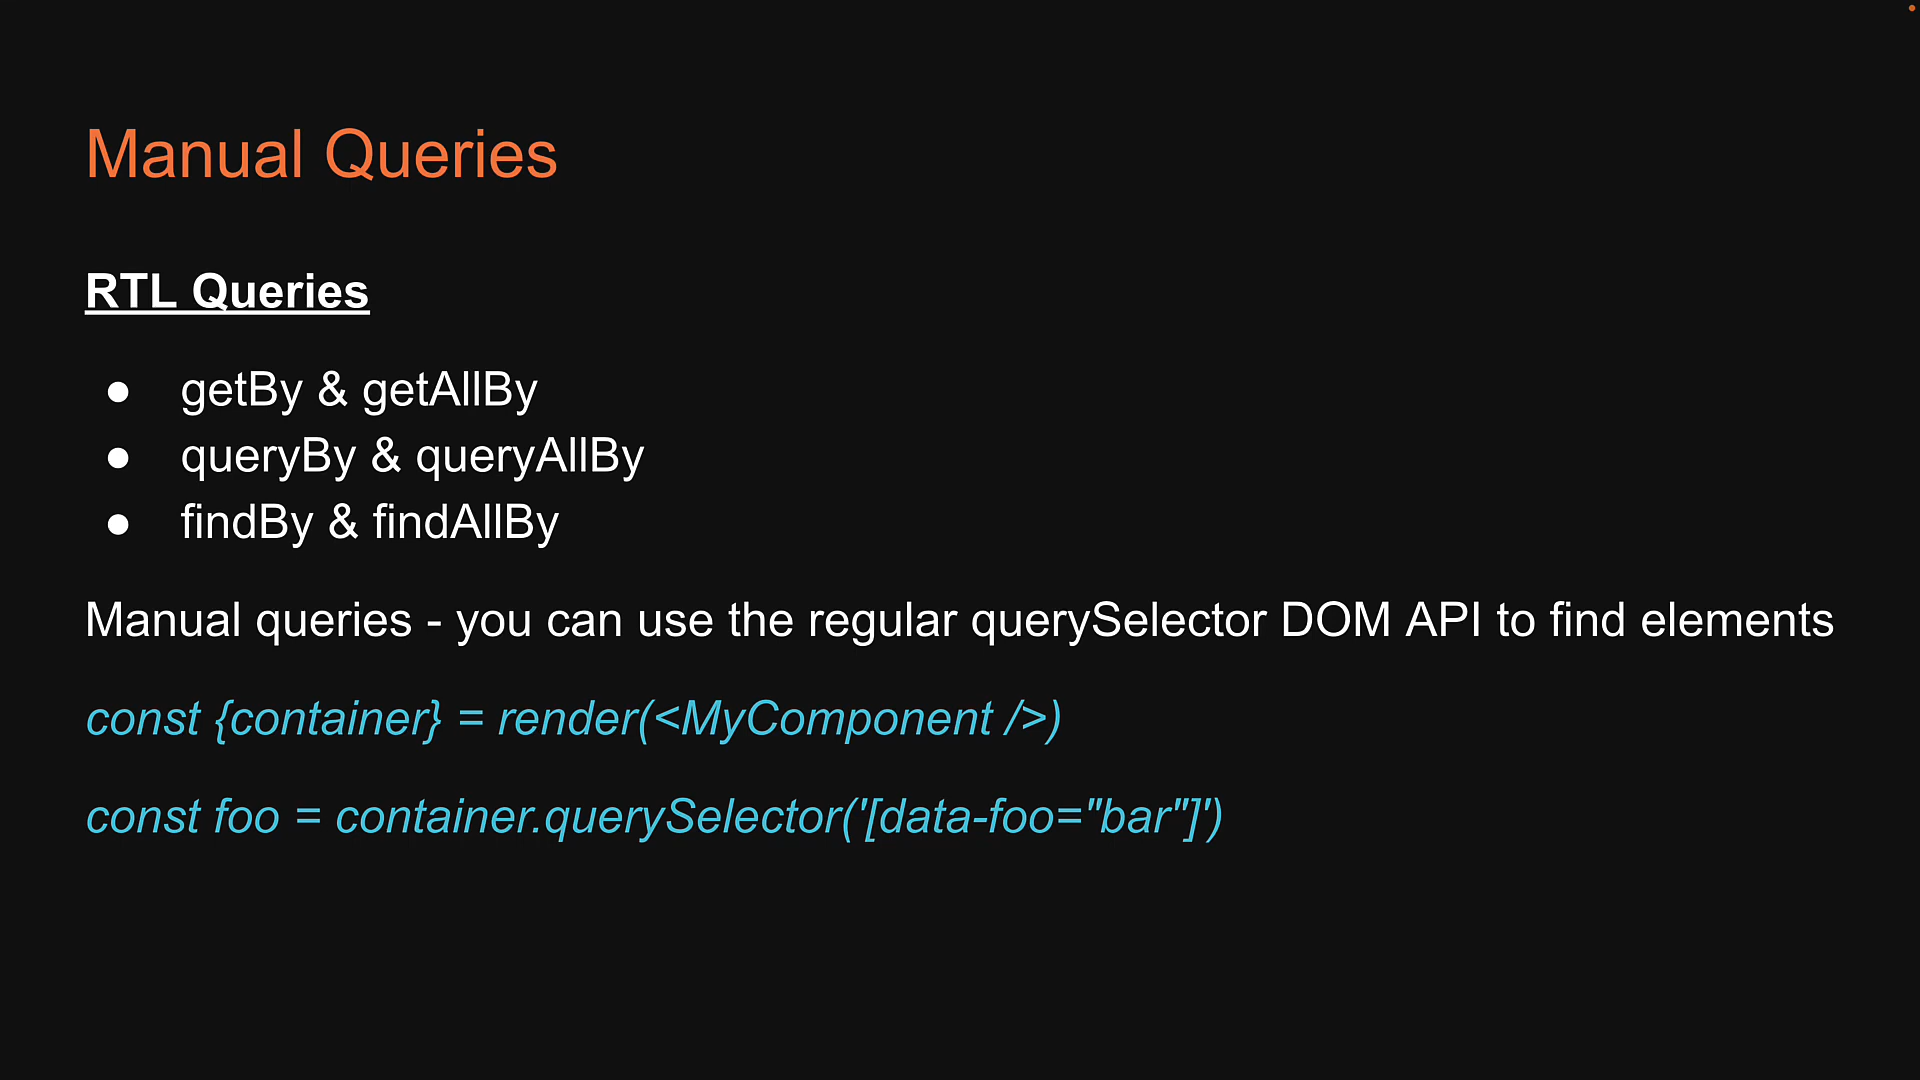 Manual Queries
RTL Queries
● getBy & getAllBy
● queryBy & queryAllBy
● findBy & findAllBy
Manual queries - you can use the regular querySelector DOM API to find elements
const {container} = render(<MyComponent />)
const foo = container.querySelector('[data-foo="bar"]')